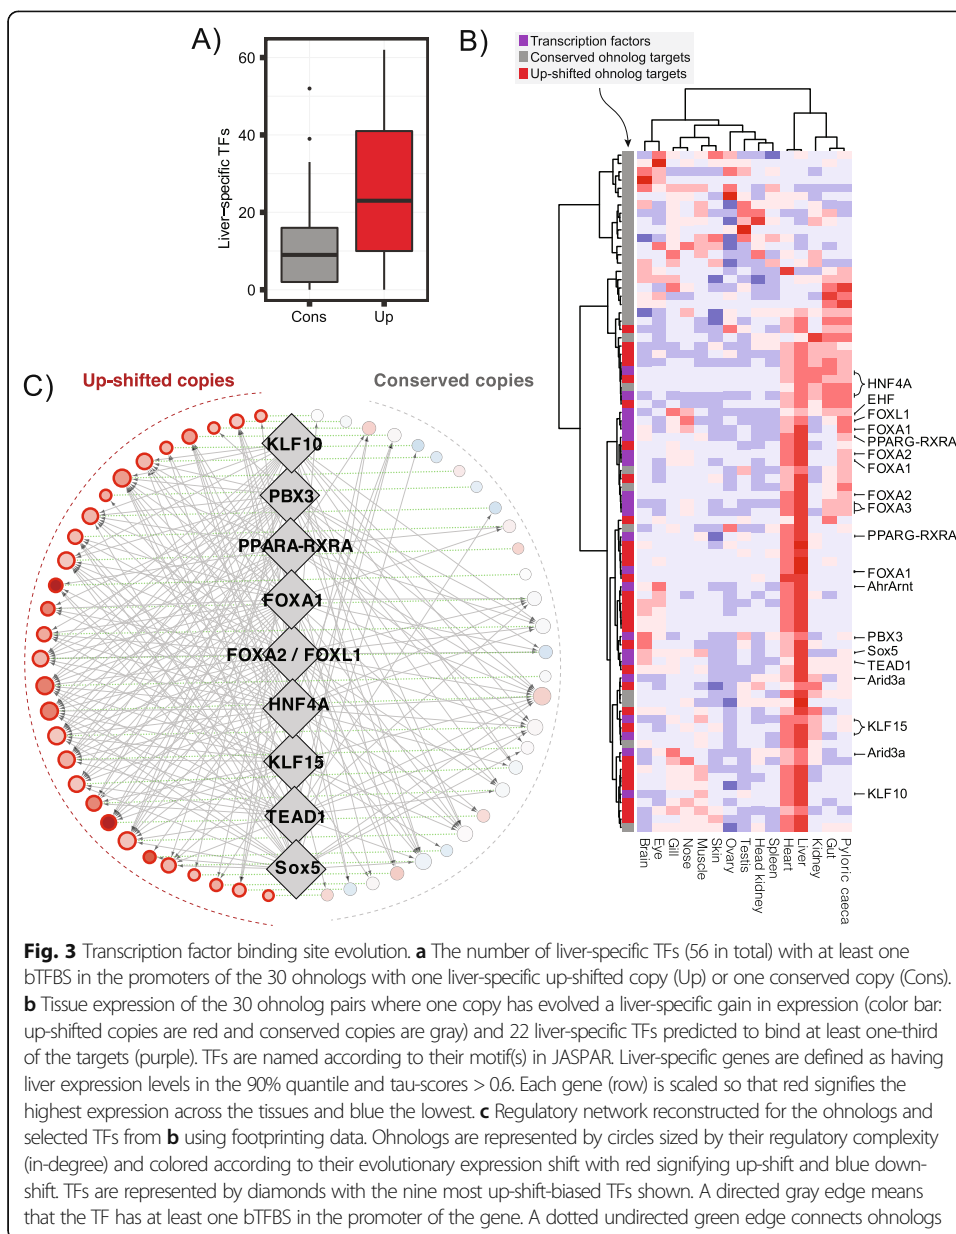 A)
60
40
20
0
Liver–specific TFs
Cons
Up
B)
Transcription factors
Conserved ohnolog targets
Up-shifted ohnolog targets
HNF4A
EHF
FOXL1
FOXA1
PPARG-RXRA
FOXA2
FOXA1
FOXA2
FOXA3
PPARG-RXRA
FOXA1
AhrArnt
PBX3
Sox5
TEAD1
Arid3a
KLF15
Arid3a
KLF10
Brain
Eye
Gill
Nose
Muscle
Skin
Ovary
Testis
Head kidney
Spleen
Heart
Liver
Kidney
Gut
Pyloric caeca
C)
Up-shifted copies
Conserved copies
KLF10
PBX3
PPARA-RXRA
FOXA1
FOXA2 / FOXL1
HNF4A
KLF15
TEAD1
Sox5
Fig. 3 Transcription factor binding site evolution. a The number of liver-specific TFs (56 in total) with at least one
bTFBS in the promoters of the 30 ohnologs with one liver-specific up-shifted copy (Up) or one conserved copy (Cons).
b Tissue expression of the 30 ohnolog pairs where one copy has evolved a liver-specific gain in expression (color bar:
up-shifted copies are red and conserved copies are gray) and 22 liver-specific TFs predicted to bind at least one-third
of the targets (purple). TFs are named according to their motif(s) in JASPAR. Liver-specific genes are defined as having
liver expression levels in the 90% quantile and tau-scores > 0.6. Each gene (row) is scaled so that red signifies the
highest expression across the tissues and blue the lowest. c Regulatory network reconstructed for the ohnologs and
selected TFs from b using footprinting data. Ohnologs are represented by circles sized by their regulatory complexity
(in-degree) and colored according to their evolutionary expression shift with red signifying up-shift and blue down-
shift. TFs are represented by diamonds with the nine most up-shift-biased TFs shown. A directed gray edge means
that the TF has at least one bTFBS in the promoter of the gene. A dotted undirected green edge connects ohnologs